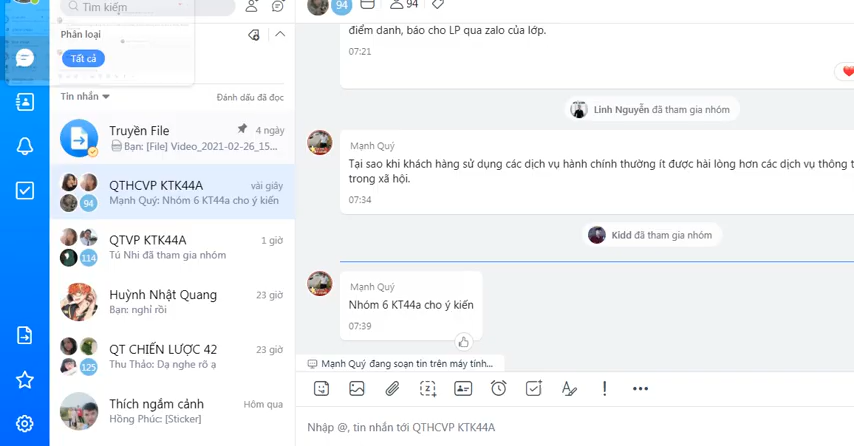 Tìm kiếm
Phân loại
Tất cả
Tin nhắn
Đánh dấu đã đọc
Truyền File
4 ngày
Bạn: [File] Video_2021-02-26_15...
QTHCVP KTK44A
vài giây
94
Mạnh Quý: Nhóm 6 KT44a cho ý kiến
QTVP KTK44A
1 giờ
114
Tú Nhi đã tham gia nhóm
Huỳnh Nhật Quang
23 giờ
Bạn: nghỉ rồi
QT CHIẾN LƯỢC 42
23 giờ
125
Thu Thảo: Dạ nghe rõ ạ
Thích ngắm cảnh
Hôm qua
Hồng Phúc: [Sticker]
94
94
điểm danh, báo cho LP qua zalo của lớp.
07:21
Linh Nguyễn đã tham gia nhóm
Mạnh Quý
Tại sao khi khách hàng sử dụng các dịch vụ hành chính thường ít được hài lòng hơn các dịch vụ thông t
trong xã hội.
07:34
Kidd đã tham gia nhóm
Mạnh Quý
Nhóm 6 KT44a cho ý kiến
07:39
Mạnh Quý đang soạn tin trên máy tính...
Nhập @, tin nhắn tới QTHCVP KTK44A